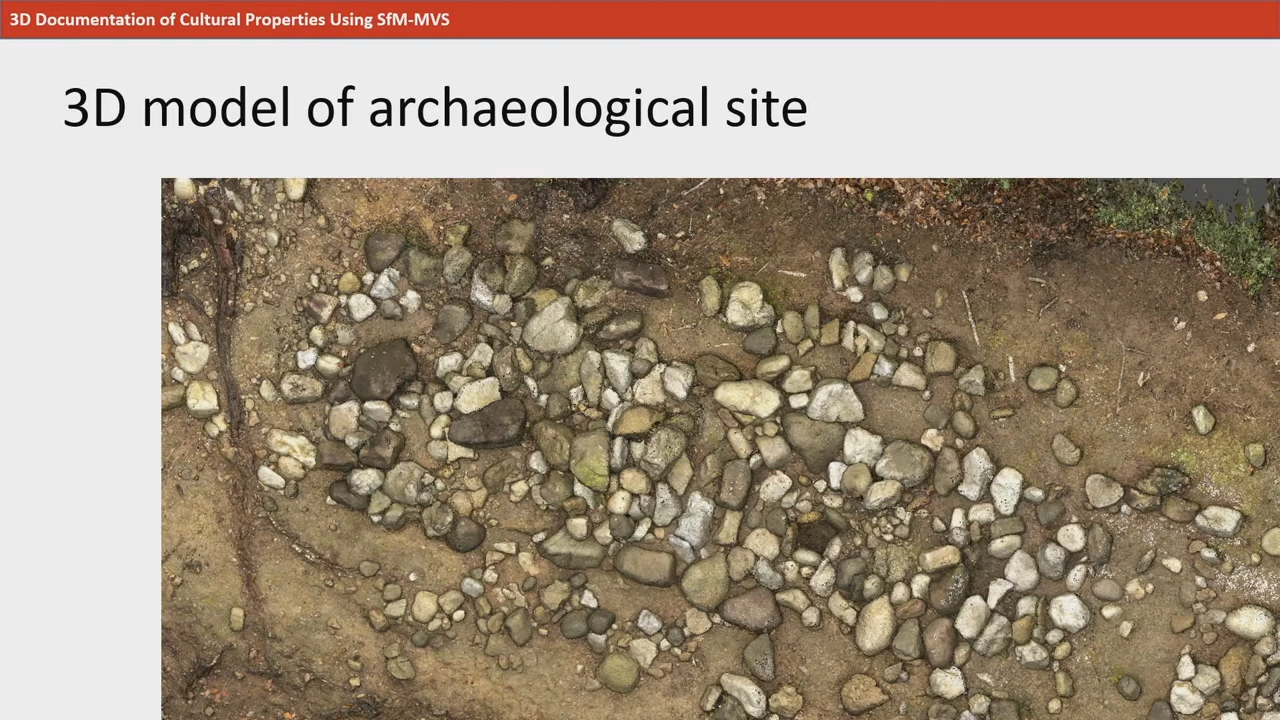 3D Documentation of Cultural Properties Using SfM-MVS
3D model of archaeological site